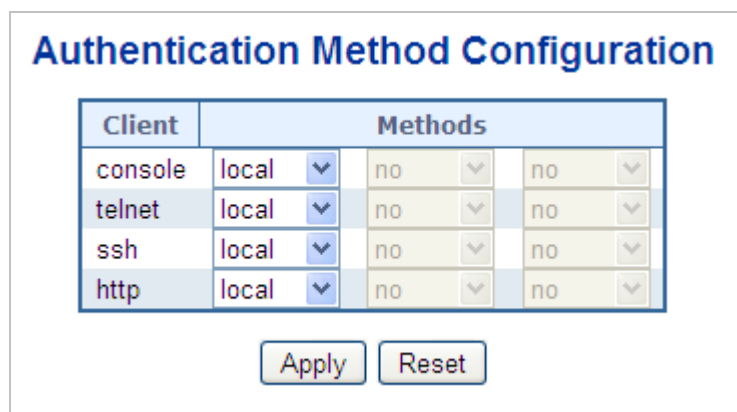 Authentication Method Configuration
Client Methods
console local no no
telnet local no no
ssh local no no
http local no no
Apply Reset